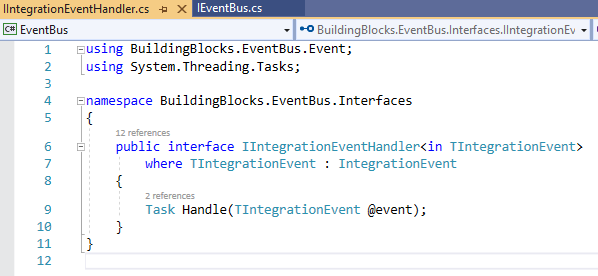 IIntegrationEventHandler.cs IEventBus.cs
C# EventBus BuildingBlocks.EventBus.Interfaces.IIntegrationEv
1 using BuildingBlocks.EventBus.Event;
2 using System.Threading.Tasks;
3
4 namespace BuildingBlocks.EventBus.Interfaces
5 {
12 references
6 public interface IIntegrationEventHandler<in TIntegrationEvent>
7 where TIntegrationEvent : IntegrationEvent
8 {
2 references
9 Task Handle(TIntegrationEvent @event);
10 }
11 }
12